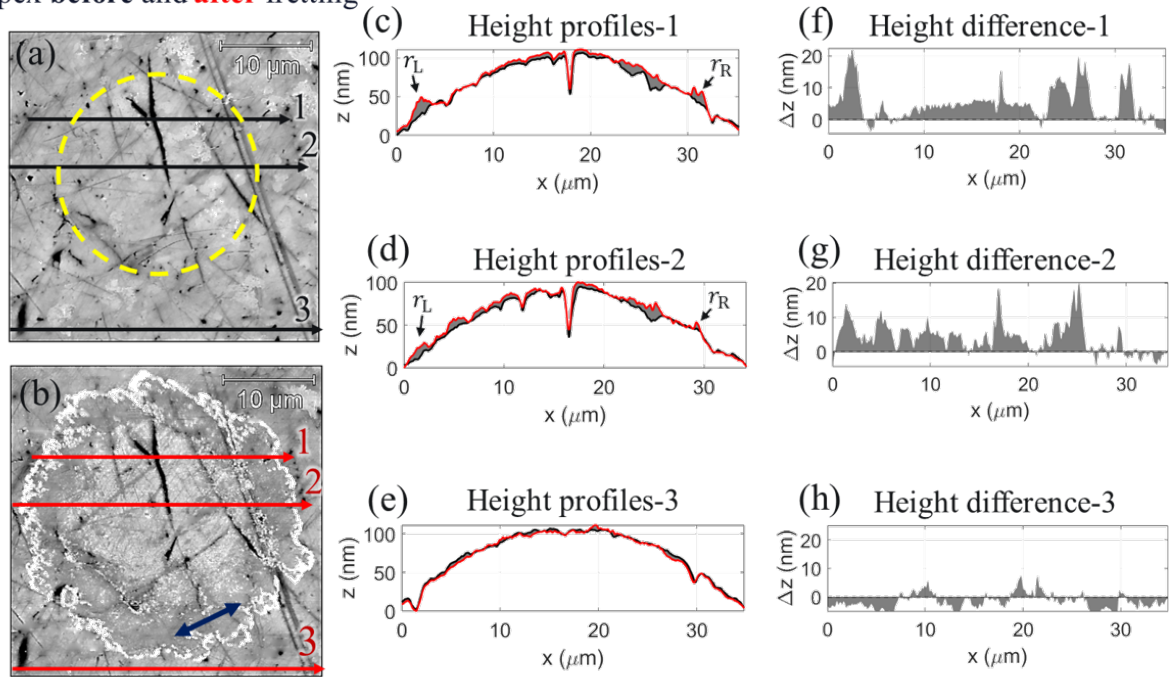 before and after fretting
(a)
10 μm
1
2
3
(b)
10 μm
1
2
3
(c) Height profiles-1
z (nm)
100
50
0
rL
rR
0 10 20 30
x (μm)
(f) Height difference-1
Δz (nm)
20
10
0
0 10 20 30
x (μm)
(d) Height profiles-2
z (nm)
100
50
0
rL
rR
0 10 20 30
x (μm)
(g) Height difference-2
Δz (nm)
20
10
0
0 10 20 30
x (μm)
(e) Height profiles-3
z (nm)
100
50
0
0 10 20 30
x (μm)
(h) Height difference-3
Δz (nm)
20
10
0
0 10 20 30
x (μm)